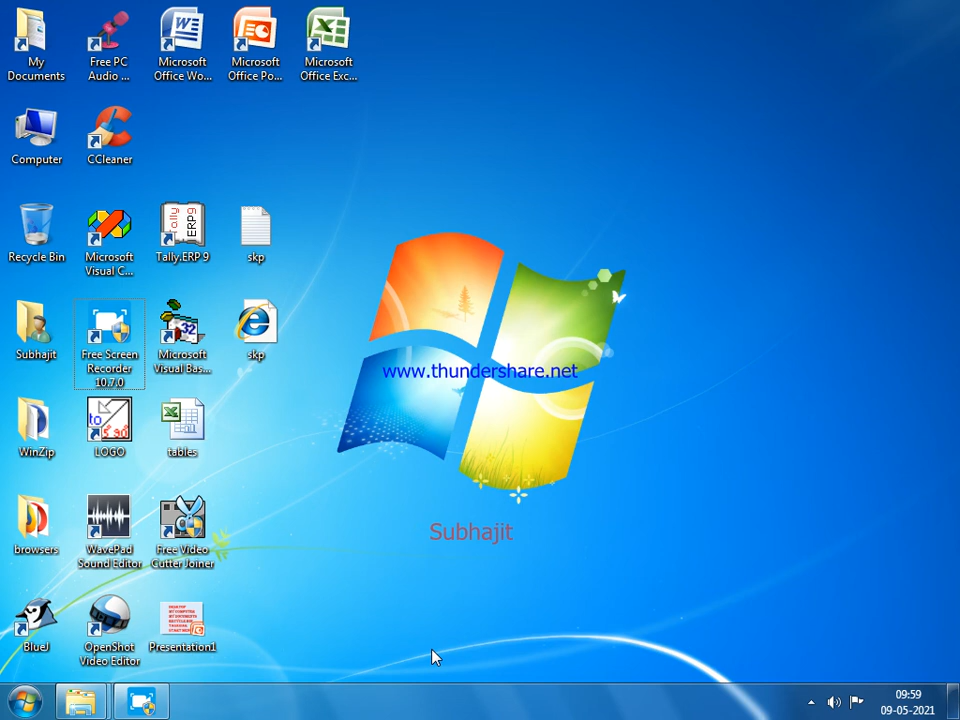 My
Documents
Free PC
Audio ...
Microsoft
Office Wo...
Microsoft
Office Po...
Microsoft
Office Exc...
Computer
CCleaner
Recycle Bin
Microsoft
Visual C...
Tally.ERP 9
skp
Subhajit
Free Screen
Recorder
10.7.0
Microsoft
Visual Bas...
skp
www.thundershare.net
WinZip
LOGO
tables
Subhajit
browsers
WavePad
Sound Editor
Free Video
Cutter Joiner
BlueJ
OpenShot
Video Editor
Presentation1
09:59
09-05-2021